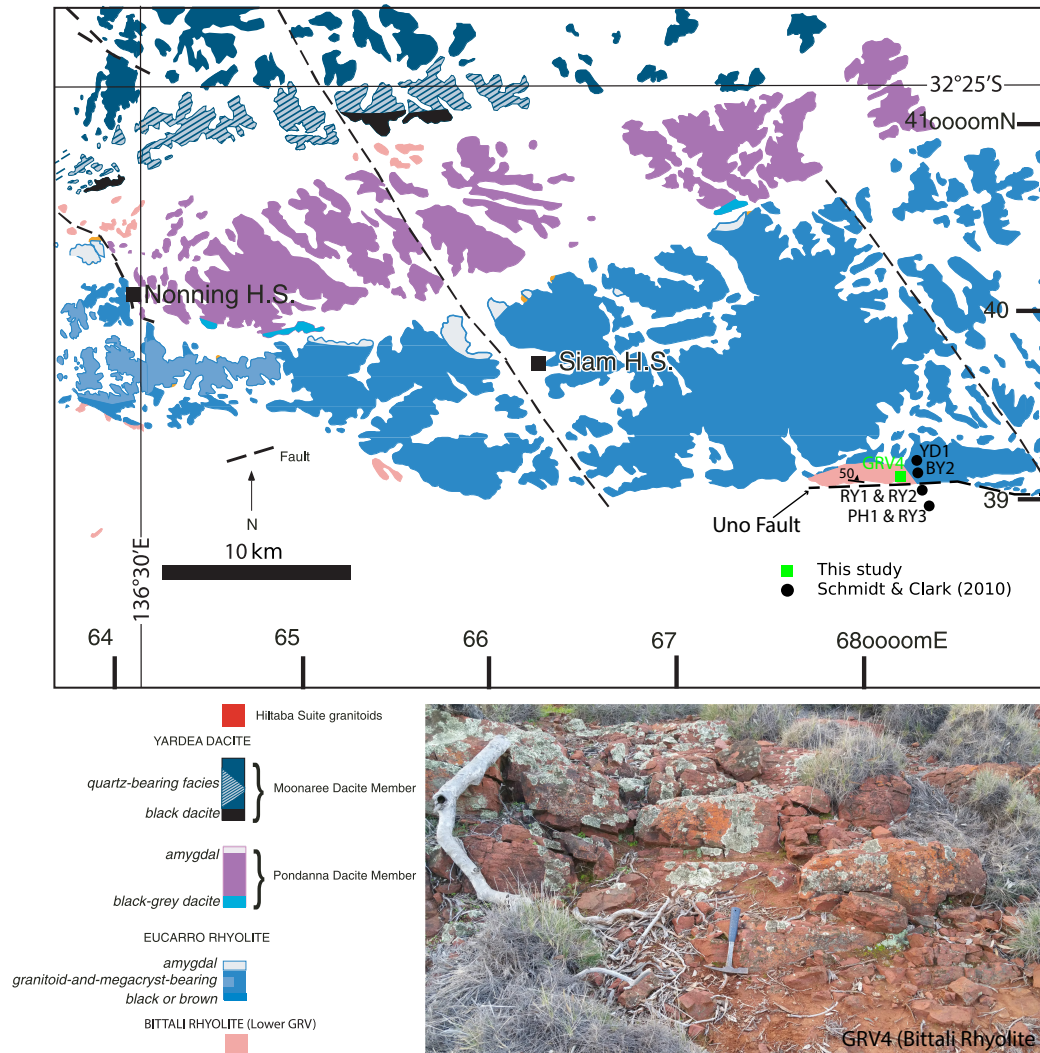 32°25'S
41ooooomN
Nonning H.S.
40
Siam H.S.
Fault
N
10 km
136°30'E
GRV4
50
YD1
BY2
RY1 & RY2
PH1 & RY3
39
Uno Fault
This study
Schmidt & Clark (2010)
64
65
66
67
68ooooomE
Hiltaba Suite granitoids
YARDEA DACITE
quartz-bearing facies
Moonaree Dacite Member
black dacite
amygdal
Pondanna Dacite Member
black-grey dacite
EUCARRO RHYOLITE
amygdal
granitoid-and-megacryst-bearing
black or brown
BITTALI RHYOLITE (Lower GRV)
GRV4 (Bittali Rhyolite